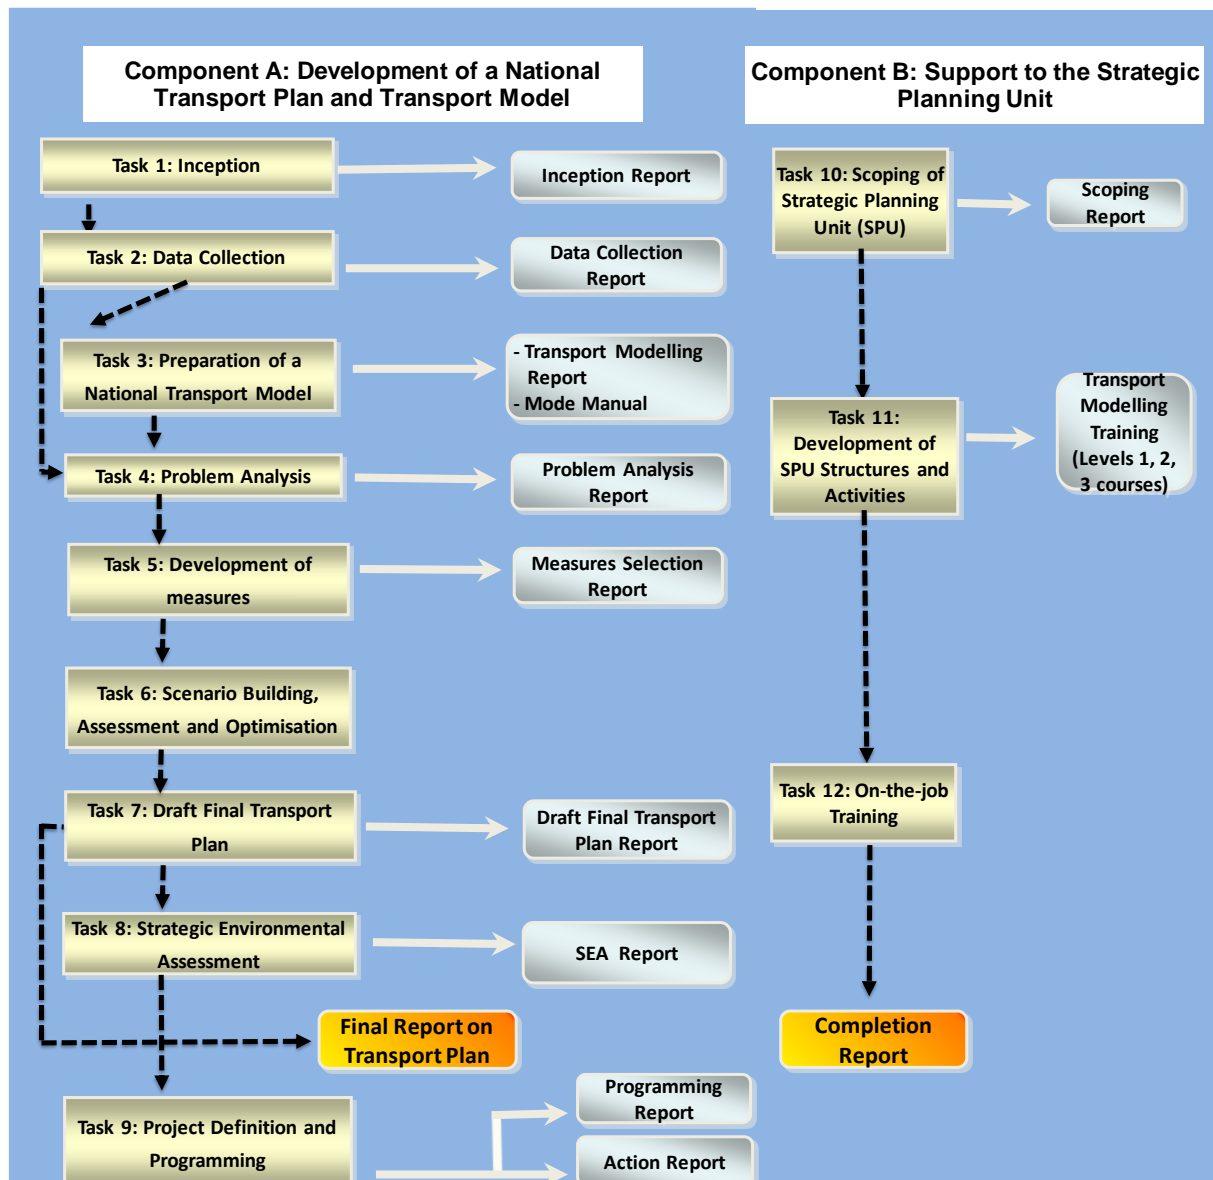 Component A: Development of a National
Transport Plan and Transport Model
Task 1: Inception
Inception Report
Task 2: Data Collection
Data Collection
Report
Task 3: Preparation of a
National Transport Model
- Transport Modelling
Report
- Mode Manual
Task 4: Problem Analysis
Problem Analysis
Report
Task 5: Development of
measures
Measures Selection
Report
Task 6: Scenario Building,
Assessment and Optimisation
Task 7: Draft Final Transport
Plan
Draft Final Transport
Plan Report
Task 8: Strategic Environmental
Assessment
SEA Report
Final Report on
Transport Plan
Task 9: Project Definition and
Programming
Programming
Report
Action Report
Component B: Support to the Strategic
Planning Unit
Task 10: Scoping of
Strategic Planning
Unit (SPU)
Scoping
Report
Task 11:
Development of
SPU Structures and
Activities
Transport
Modelling
Training
(Levels 1, 2,
3 courses)
Task 12: On-the-job
Training
Completion
Report